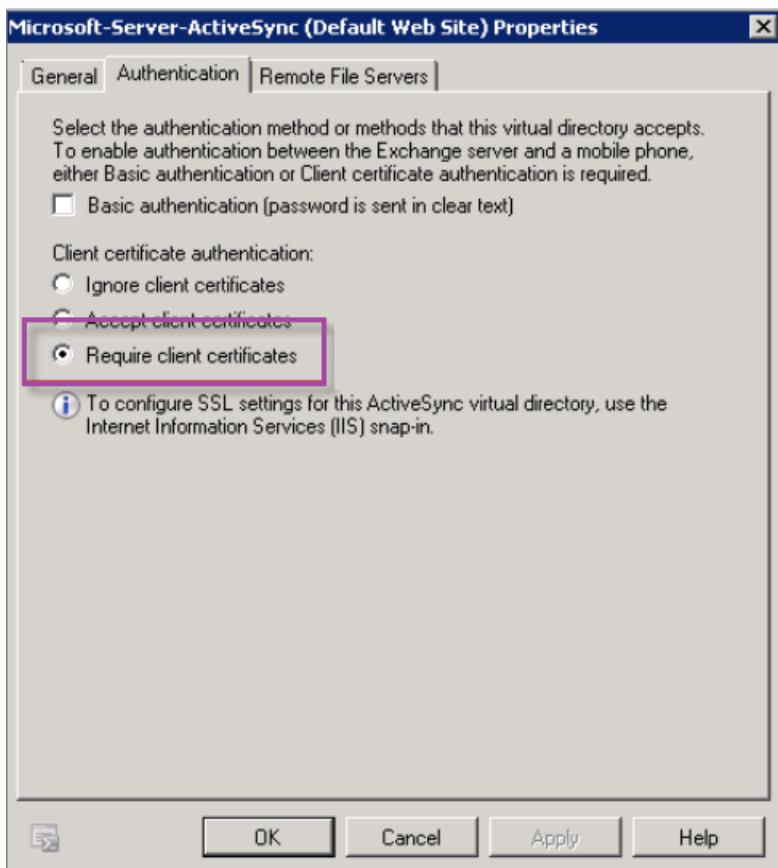 Microsoft-Server-ActiveSync (Default Web Site) Properties
General
Authentication
Remote File Servers
Select the authentication method or methods that this virtual directory accepts.
To enable authentication between the Exchange server and a mobile phone,
either Basic authentication or Client certificate authentication is required.
Basic authentication (password is sent in clear text)
Client certificate authentication:
Ignore client certificates
Accept client certificates
Require client certificates
To configure SSL settings for this ActiveSync virtual directory, use the
Internet Information Services (IIS) snap-in.
OK
Cancel
Apply
Help